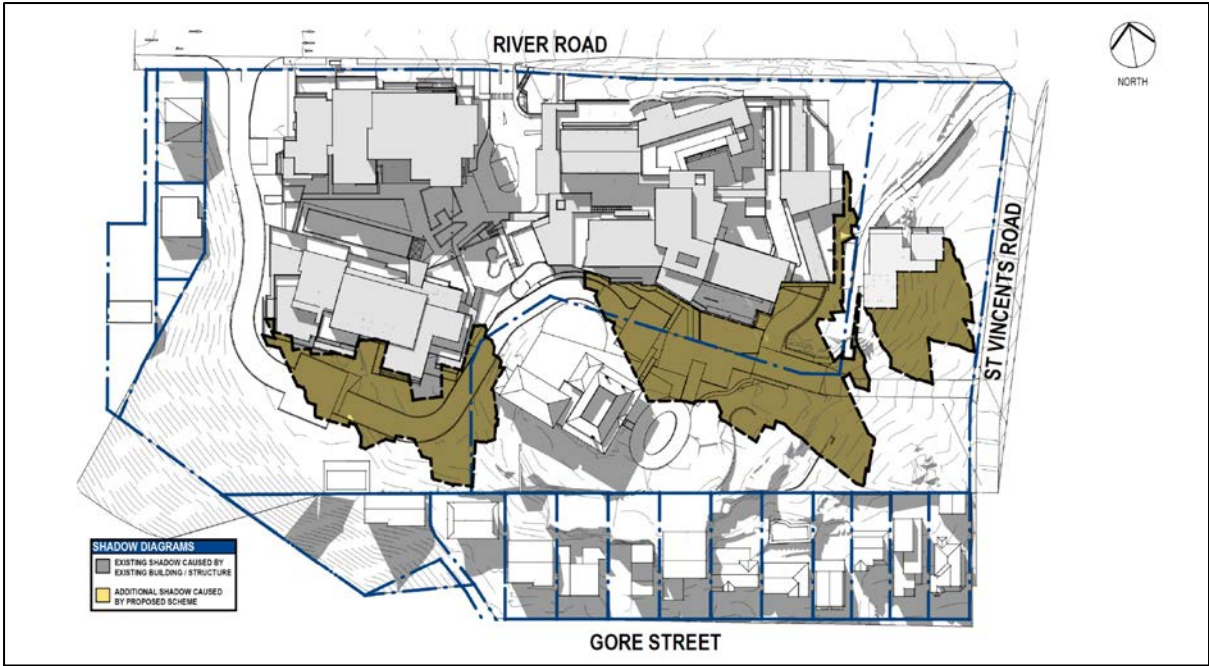 RIVER ROAD
NORTH
ST VINCENTS ROAD
SHADOW DIAGRAMS
EXISTING SHADOW CAUSED BY
EXISTING BUILDING / STRUCTURE
ADDITIONAL SHADOW CAUSED
BY PROPOSED SCHEME
GORE STREET